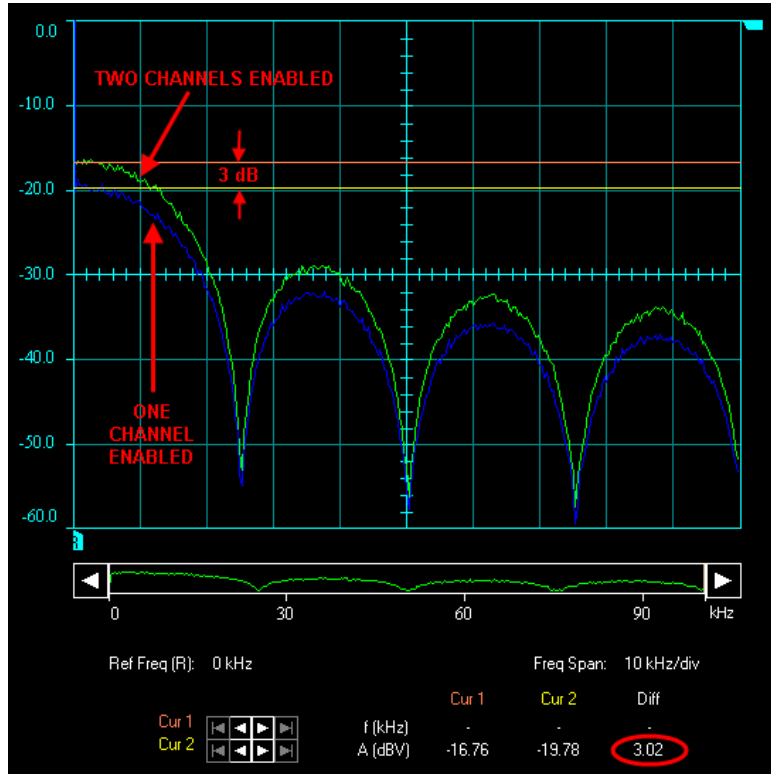 0.0
TWO CHANNELS ENABLED
-10.0
3 dB
-20.0
-30.0
-40.0
ONE
CHANNEL
ENABLED
-50.0
-60.0
0 30 60 90 kHz
Ref Freq (R): 0 kHz Freq Span: 10 kHz/div
Cur 1 Cur 2 Diff
Cur 1 f (kHz) - - -
Cur 2 A (dBV) -16.76 -19.78 3.02